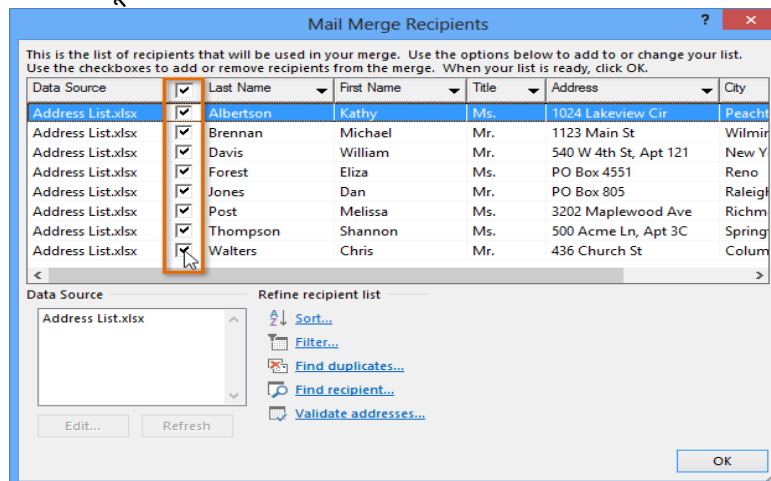 Mail Merge Recipients
This is the list of recipients that will be used in your merge. Use the options below to add to or change your list.
Use the checkboxes to add or remove recipients from the merge. When your list is ready, click OK.
Data Source Last Name First Name Title Address City
Address List.xlsx Albertson Kathy Ms. 1024 Lakeview Cir Peacht
Address List.xlsx Brennan Michael Mr. 1123 Main St Wilmin
Address List.xlsx Davis William Mr. 540 W 4th St, Apt 121 New Y
Address List.xlsx Forest Eliza Ms. PO Box 4551 Reno
Address List.xlsx Jones Dan Mr. PO Box 805 Raleigh
Address List.xlsx Post Melissa Ms. 3202 Maplewood Ave Richm
Address List.xlsx Thompson Shannon Ms. 500 Acme Ln, Apt 3C Spring
Address List.xlsx Walters Chris Mr. 436 Church St Colum
Data Source Refine recipient list
Address List.xlsx
Sort...
Filter...
Find duplicates...
Find recipient...
Validate addresses...
Edit... Refresh
OK